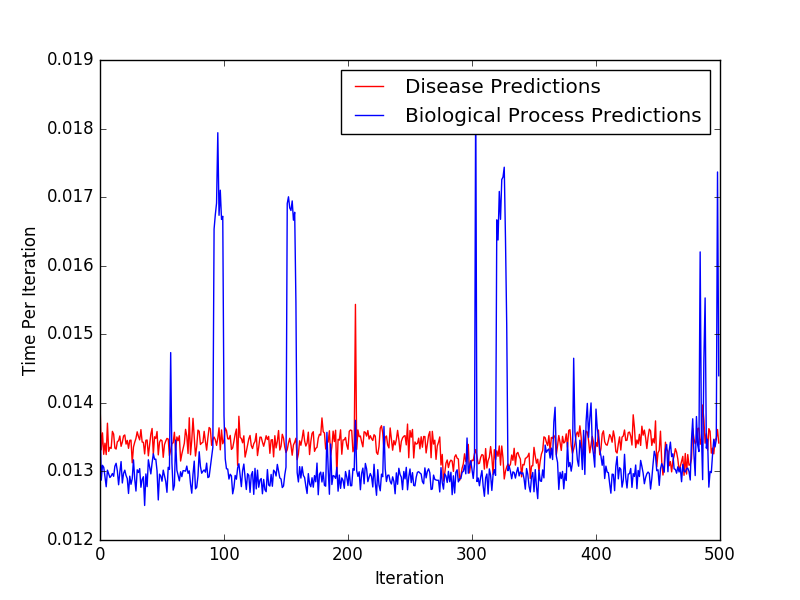 0.019
0.018
0.017
0.016
0.015
0.014
0.013
0.012
Time Per Iteration
Disease Predictions
Biological Process Predictions
0 100 200 300 400 500
Iteration